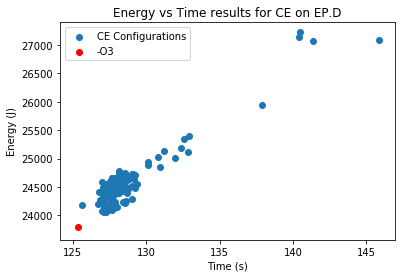 Energy vs Time results for CE on EP.D
CE Configurations
-O3
27000
26500
26000
25500
25000
24500
24000
Energy (J)
125
130
135
140
145
Time (s)